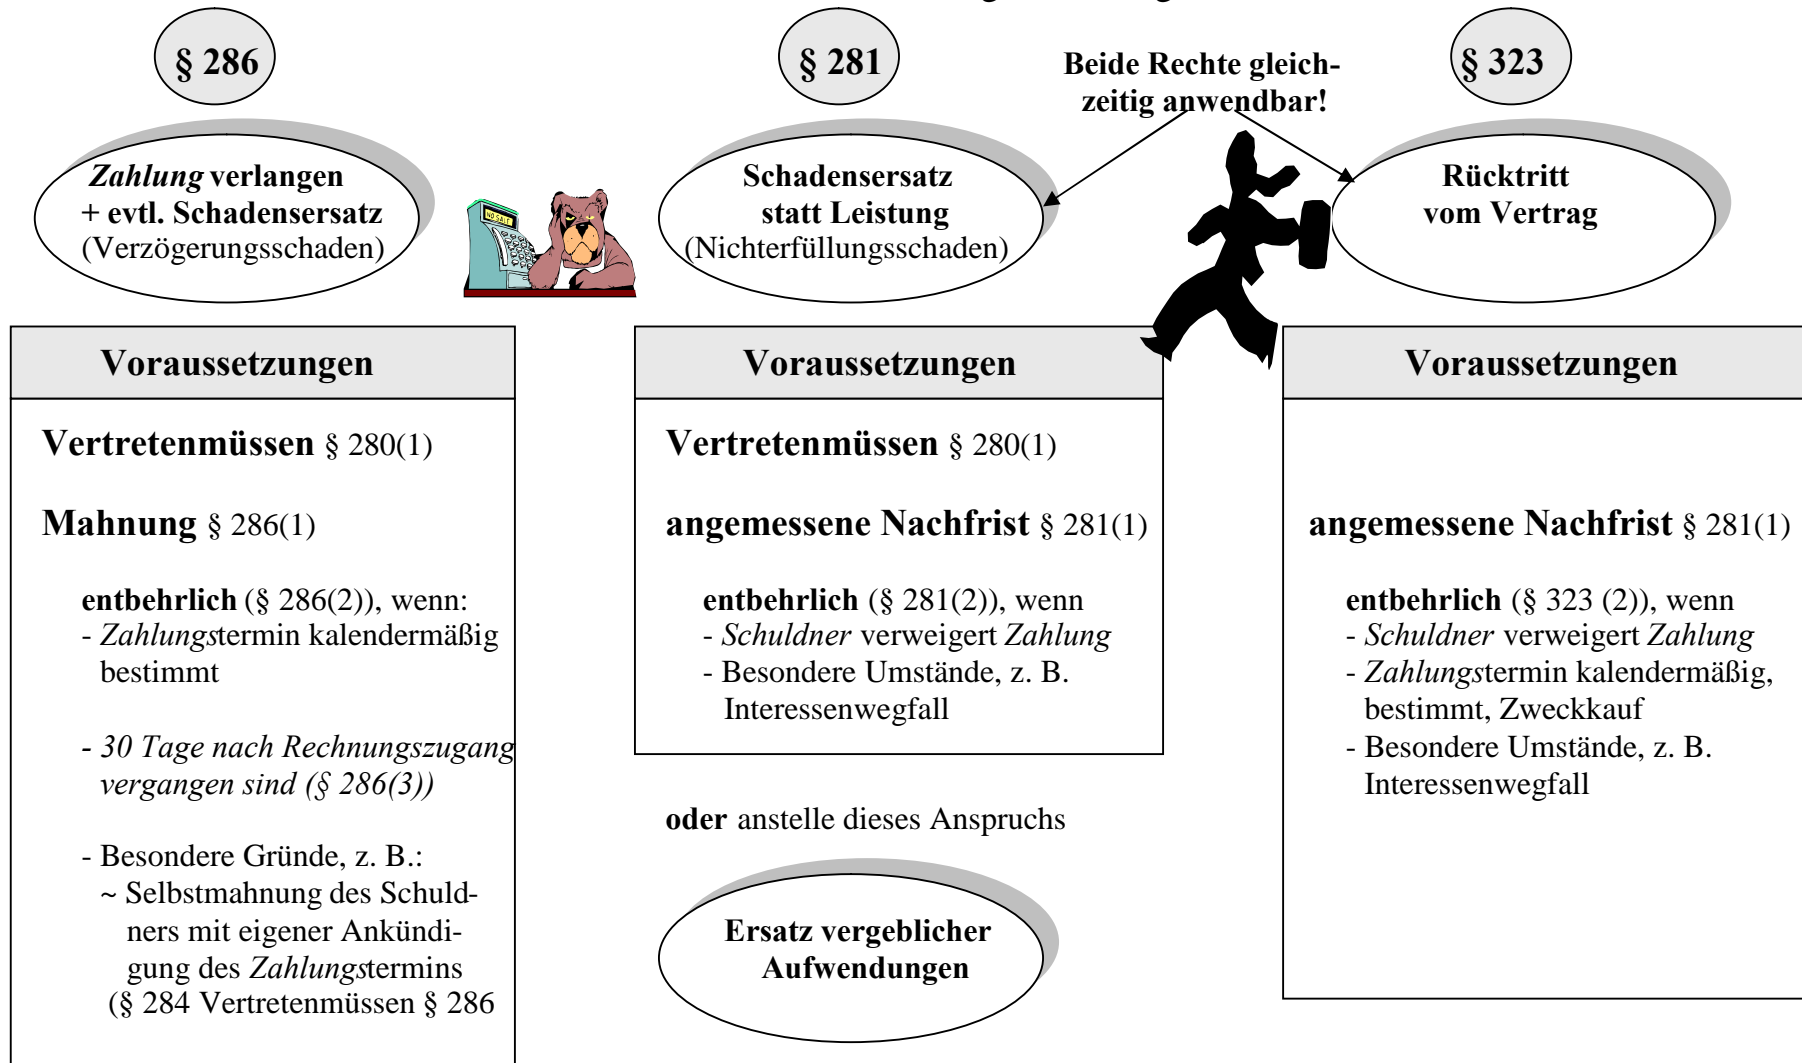 § 286
Zahlung verlangen
+ evtl. Schadensersatz
(Verzögerungsschaden)
NO SALE
§ 281
Schadensersatz
statt Leistung
(Nichterfüllungsschaden)
Beide Rechte gleich-
zeitig anwendbar!
§ 323
Rücktritt
vom Vertrag
Voraussetzungen
Vertretenmüssen § 280(1)
Mahnung § 286(1)
entbehrlich (§ 286(2)), wenn:
- Zahlungstermin kalendermäßig
bestimmt
- 30 Tage nach Rechnungszugang
vergangen sind (§ 286(3))
- Besondere Gründe, z. B.:
~ Selbstmahnung des Schuld-
ners mit eigener Ankündi-
gung des Zahlungstermins
(§ 284 Vertretenmüssen § 286
Voraussetzungen
Vertretenmüssen § 280(1)
angemessene Nachfrist § 281(1)
entbehrlich (§ 281(2)), wenn
- Schuldner verweigert Zahlung
- Besondere Umstände, z. B.
Interessenwegfall
oder anstelle dieses Anspruchs
Ersatz vergeblicher
Aufwendungen
Voraussetzungen
angemessene Nachfrist § 281(1)
entbehrlich (§ 323 (2)), wenn
- Schuldner verweigert Zahlung
- Zahlungstermin kalendermäßig,
bestimmt, Zweckkauf
- Besondere Umstände, z. B.
Interessenwegfall